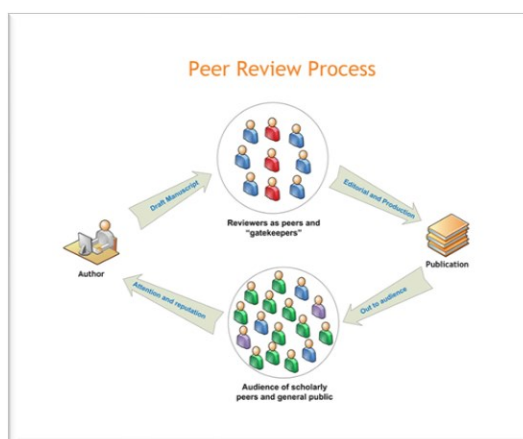 Peer Review Process
Draft Manuscript
Reviewers as peers and
"gatekeepers"
Editorial and Production
Author
Publication
Attention and reputation
Out to audience
Audience of scholarly
peers and general public